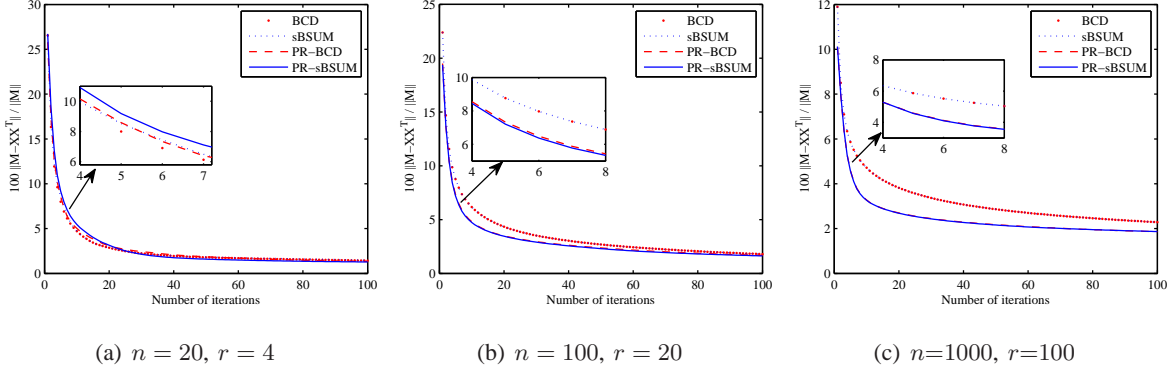 30
25
20
15
10
5
0
0
20
40
60
80
100
100 ||M−XX^T|| / ||M||
Number of iterations
BCD
sBSUM
PR−BCD
PR−sBSUM
10
8
6
4
5
6
7
(a) n = 20, r = 4
25
20
15
10
5
0
0
20
40
60
80
100
100 ||M−XX^T|| / ||M||
Number of iterations
BCD
sBSUM
PR−BCD
PR−sBSUM
10
8
6
4
4
6
8
(b) n = 100, r = 20
12
10
8
6
4
2
0
0
20
40
60
80
100
100 ||M−XX^T|| / ||M||
Number of iterations
BCD
sBSUM
PR−BCD
PR−sBSUM
8
6
4
4
6
8
(c) n=1000, r=100